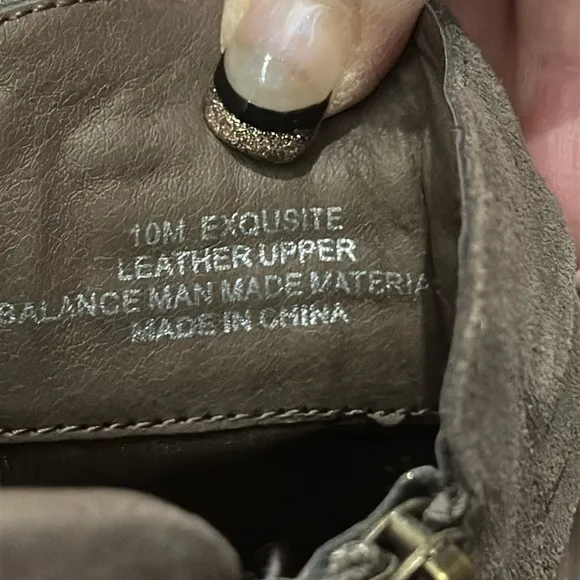 10M EXQUSITE
LEATHER UPPER
BALANCE MAN MADE MATERIA
MADE IN CHINA